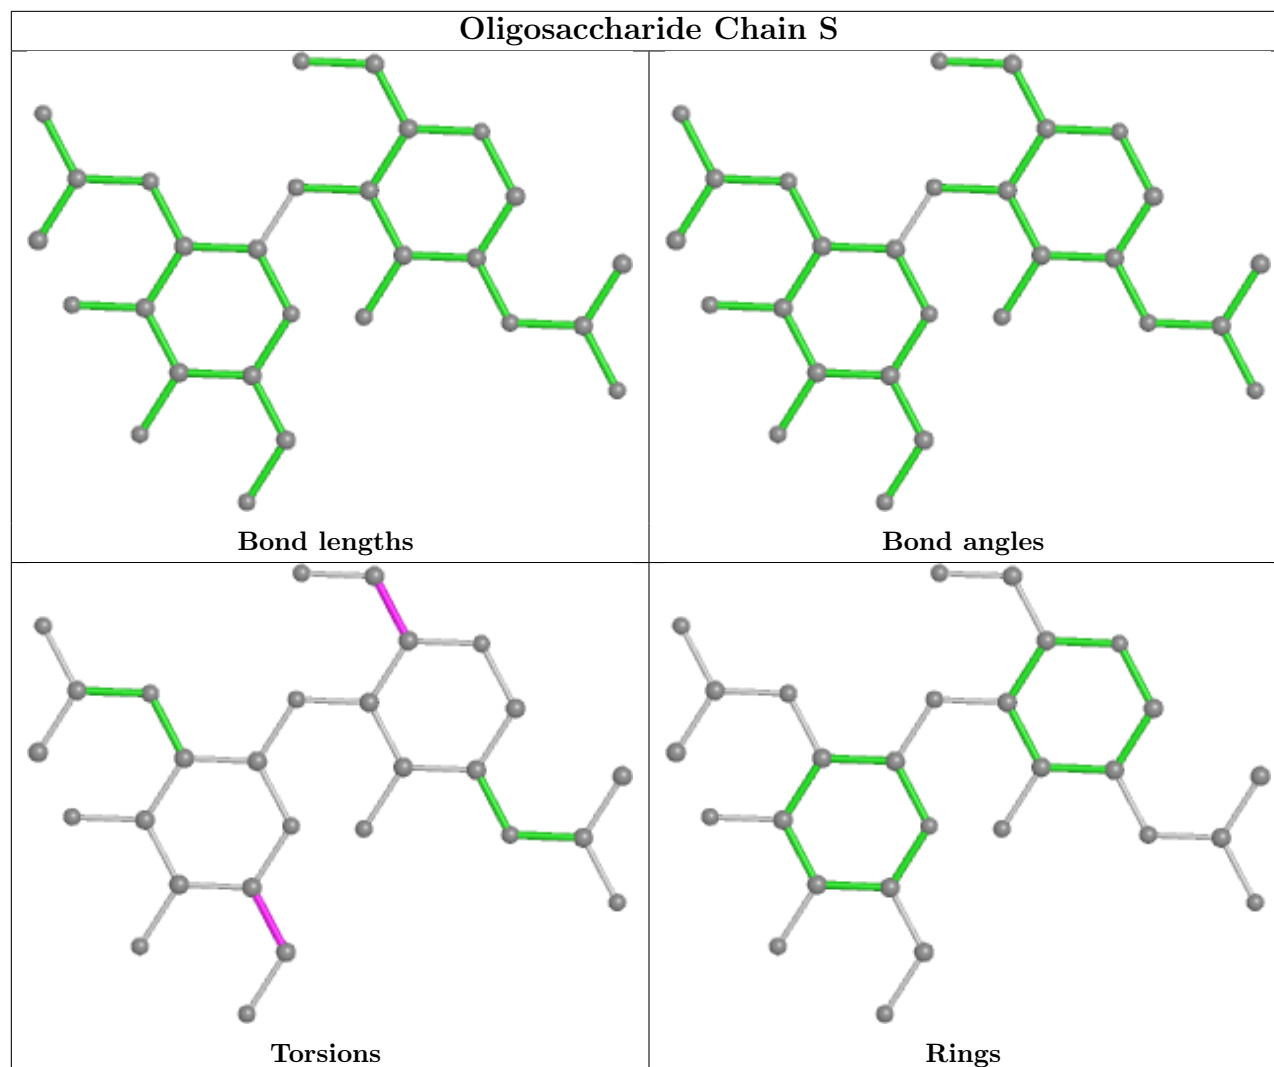 Oligosaccharide Chain S
Bond lengths
Bond angles
Torsions
Rings